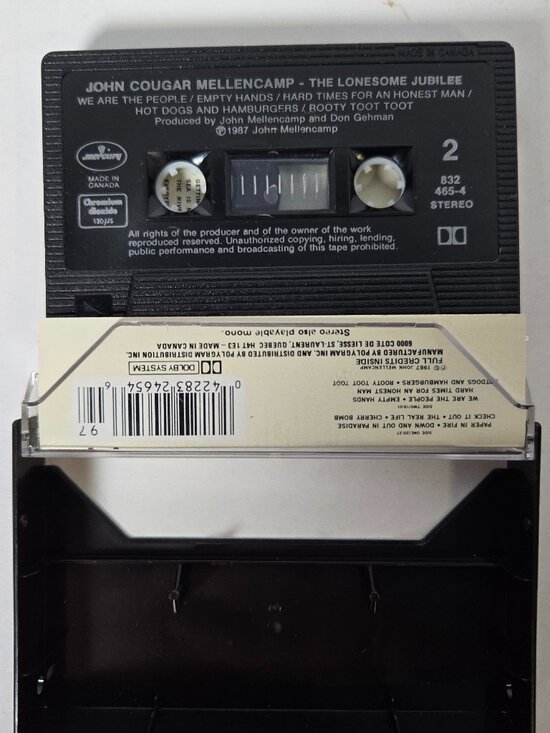 MADE IN CANADA
JOHN COUGAR MELLENCAMP - THE LONESOME JUBILEE
WE ARE THE PEOPLE / EMPTY HANDS / HARD TIMES FOR AN HONEST MAN /
HOT DOGS AND HAMBURGERS / ROOTY TOOT TOOT
Produced by John Mellencamp and Don Gehman
Ⓟ1987 John Mellencamp
mercury
MADE IN
CANADA
Chromium
dioxide
120µS
2
832
465-4
STEREO
All rights of the producer and of the owner of the work
reproduced reserved. Unauthorized copying, hiring, lending,
public performance and broadcasting of this tape prohibited.
SIDE ONE/20:37
PAPER IN FIRE • DOWN AND OUT IN PARADISE
CHECK IT OUT • THE REAL LIFE • CHERRY BOMB
WE ARE THE PEOPLE • EMPTY HANDS
HARD TIMES FOR AN HONEST MAN
DOGS AND HAMBURGERS • ROOTY TOOT TOOT
Ⓟ 1987 JOHN MELLENCAMP
FULL CREDITS INSIDE
MANUFACTURED BY POLYGRAM INC. AND DISTRIBUTED BY POLYGRAM DISTRIBUTION INC.
6000 COTE DE LIESSE, ST-LAURENT, QUEBEC H4T 1E3 – MADE IN CANADA
Stereo also playable mono.
DOLBY SYSTEM
0 42283 24654 6
97